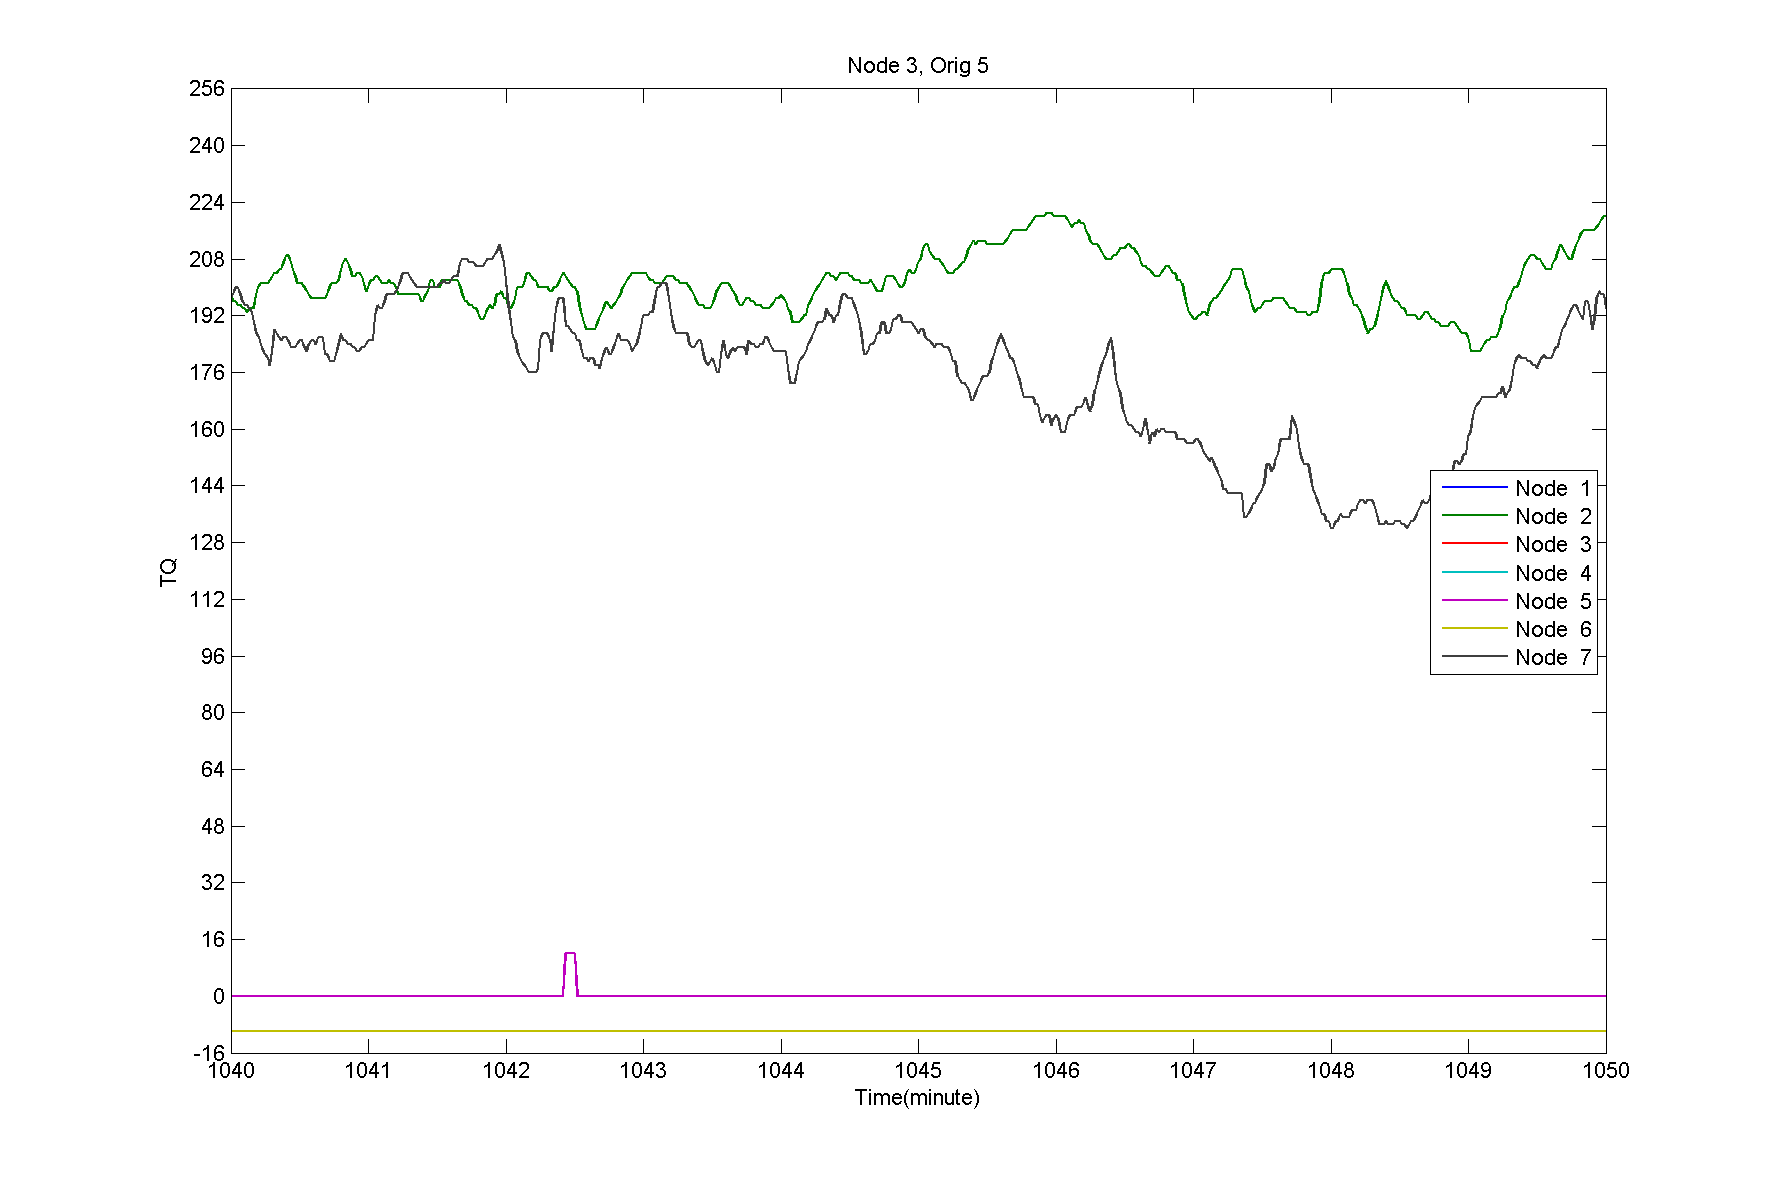 Node 3, Orig 5
256
240
224
208
192
176
160
144
128
112
96
80
64
48
32
16
0
-16
TQ
Node 1
Node 2
Node 3
Node 4
Node 5
Node 6
Node 7
1040 1041 1042 1043 1044 1045 1046 1047 1048 1049 1050
Time(minute)